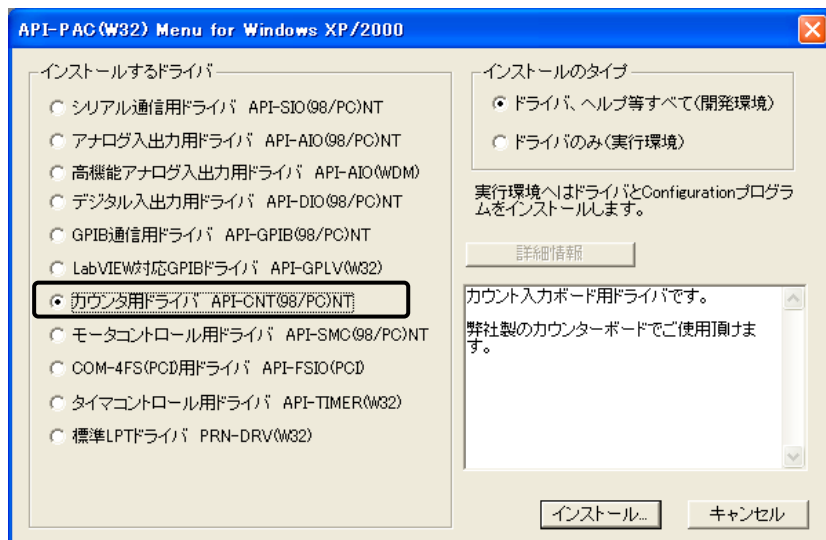 API-PAC(W32) Menu for Windows XP/2000
インストールするドライバ
シリアル通信用ドライバ API-SIO(98/PC)NT
アナログ入出力用ドライバ API-AIO(98/PC)NT
高機能アナログ入出力用ドライバ API-AIO(WDM)
デジタル入出力用ドライバ API-DIO(98/PC)NT
GPIB通信用ドライバ API-GPIB(98/PC)NT
LabVIEW対応GPIBドライバ API-GPLV(W32)
カウンタ用ドライバ API-CNT(98/PC)NT
モータコントロール用ドライバ API-SMC(98/PC)NT
COM-4FS(PCI)用ドライバ API-FSIO(PCI)
タイマコントロール用ドライバ API-TIMER(W32)
標準LPTドライバ PRN-DRV(W32)
インストールのタイプ
ドライバ、ヘルプ等すべて(開発環境)
ドライバのみ(実行環境)
実行環境へはドライバとConfigurationプログラ
ムをインストールします。
詳細情報
カウント入力ボード用ドライバです。
弊社製のカウンターボードでご使用頂けま
す。
インストール...
キャンセル